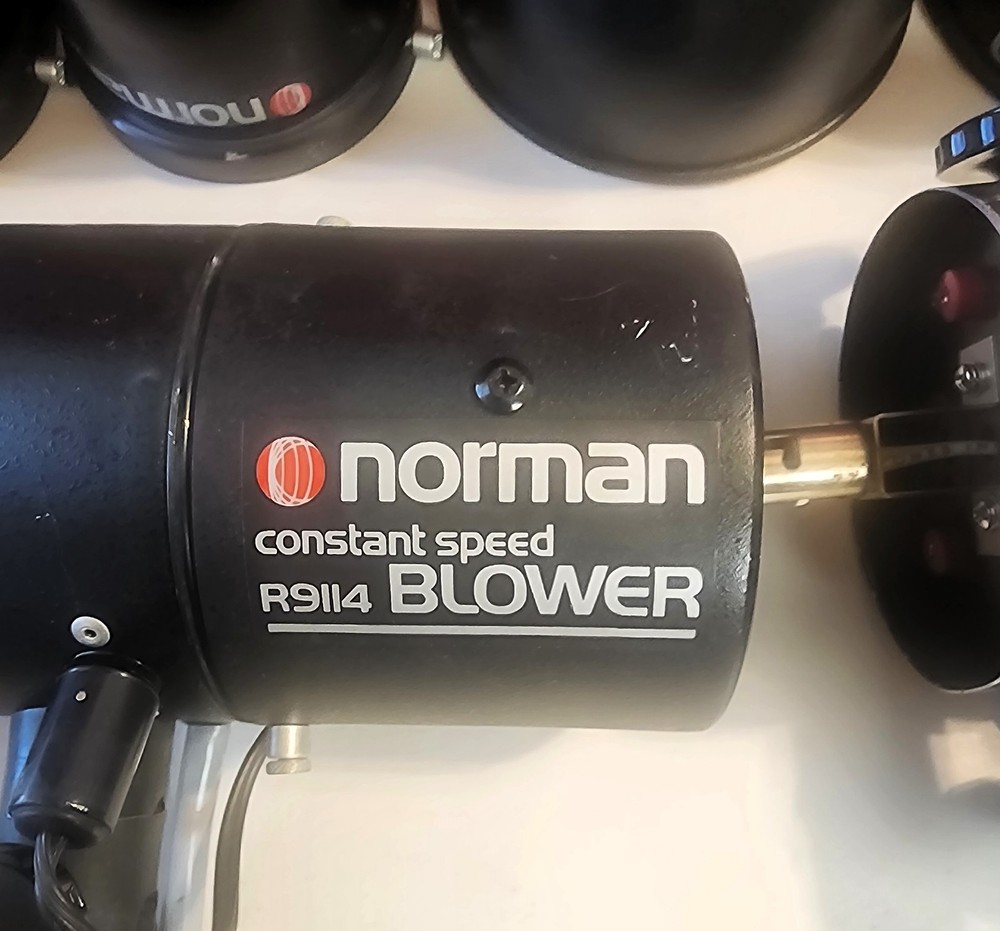 norman
norman
constant speed
R9114 BLOWER